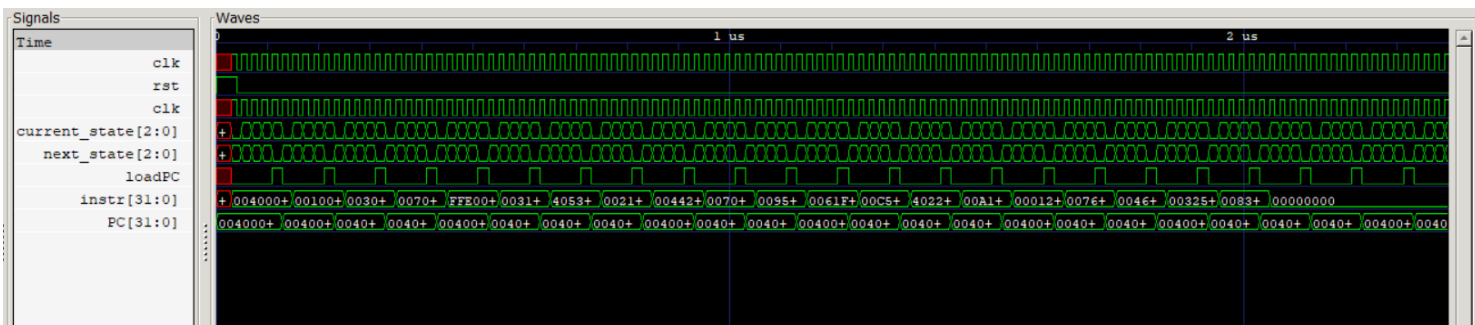 Signals Waves
Time 0 1 us 2 us
clk
rst
clk
current_state[2:0] +
next_state[2:0] +
loadPC
instr[31:0] + 004000+ 00100+ 0030+ 0070+ FFE00+ 0031+ 4053+ 0021+ 00442+ 0070+ 0095+ 0061F+ 00C5+ 4022+ 00A1+ 00012+ 0076+ 0046+ 00325+ 0083+ 00000000
PC[31:0] 004000+ 00400+ 0040+ 0040+ 0040+ 0040+ 0040+ 0040+ 00400+ 0040+ 0040+ 00400+ 0040+ 0040+ 0040+ 00400+ 0040+ 0040+ 00400+ 0040+ 0040+ 0040+ 00400+ 0040